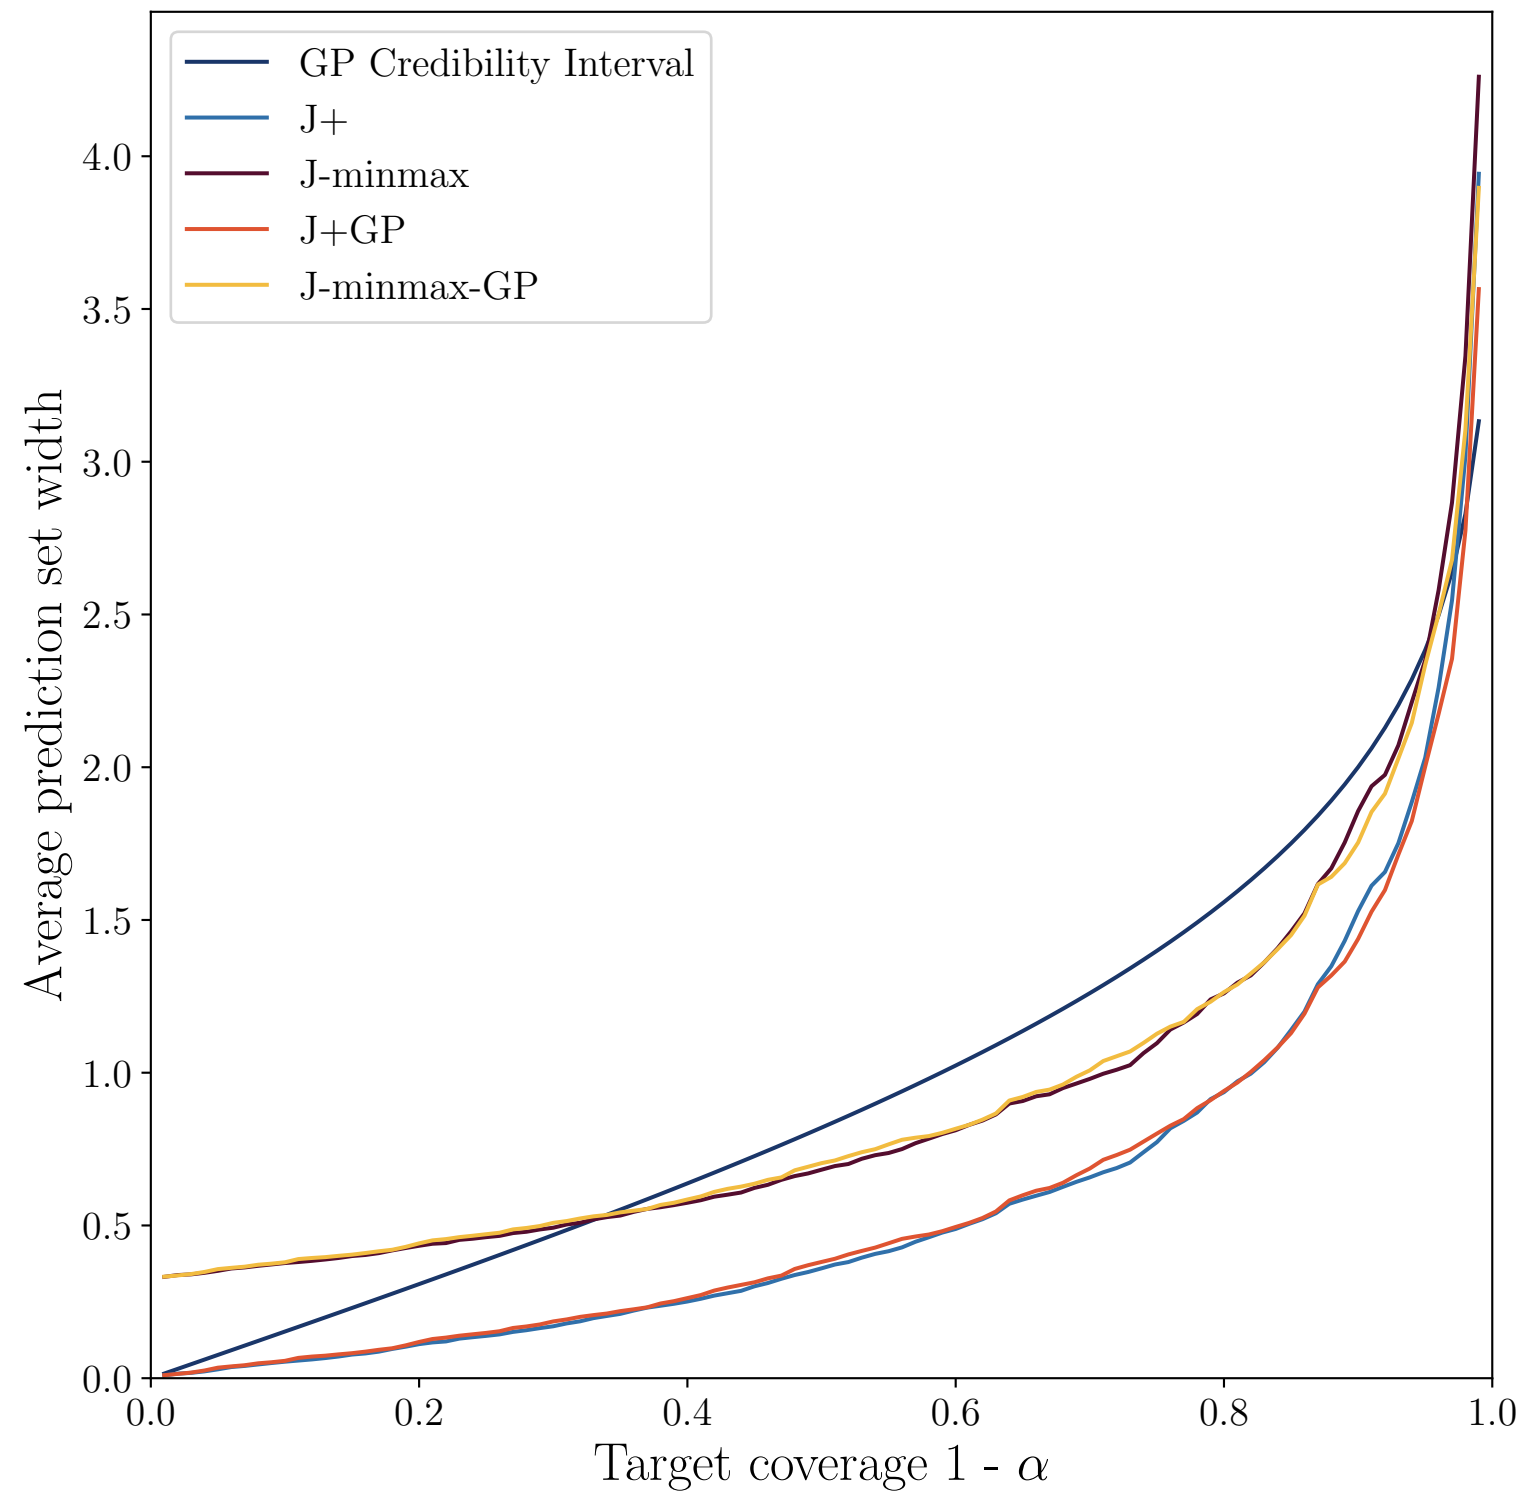 GP Credibility Interval
J+
J-minmax
J+GP
J-minmax-GP
4.0
3.5
3.0
2.5
2.0
1.5
1.0
0.5
0.0
Average prediction set width
0.0 0.2 0.4 0.6 0.8 1.0
Target coverage 1 - α